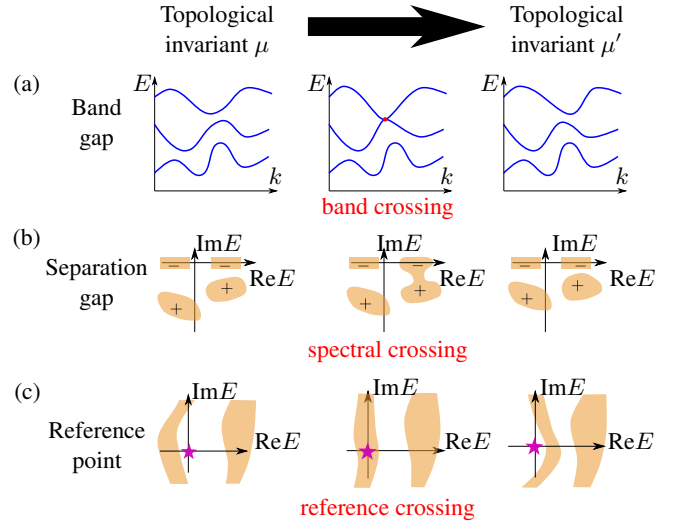 Topological
invariant μ
Topological
invariant μ′
(a)
Band
gap
E
k
E
k
E
k
band crossing
(b)
Separation
gap
ImE
ReE
− −
+ +
ImE
ReE
− −
+ +
ImE
ReE
− −
+ +
spectral crossing
(c)
Reference
point
ImE
ReE
ImE
ReE
ImE
ReE
reference crossing